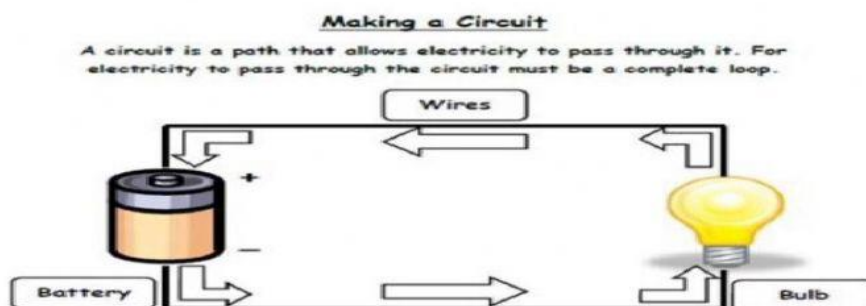 Making a Circuit
A circuit is a path that allows electricity to pass through it. For
electricity to pass through the circuit must be a complete loop.
Wires
+
–
Battery
Bulb